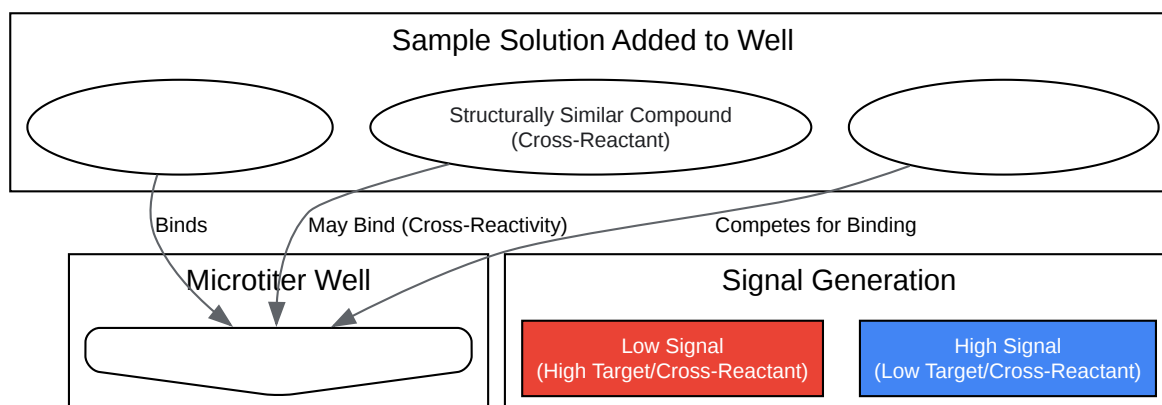 Sample Solution Added to Well
Structurally Similar Compound
(Cross-Reactant)
Binds
May Bind (Cross-Reactivity)
Competes for Binding
Microtiter Well
Signal Generation
Low Signal
(High Target/Cross-Reactant)
High Signal
(Low Target/Cross-Reactant)